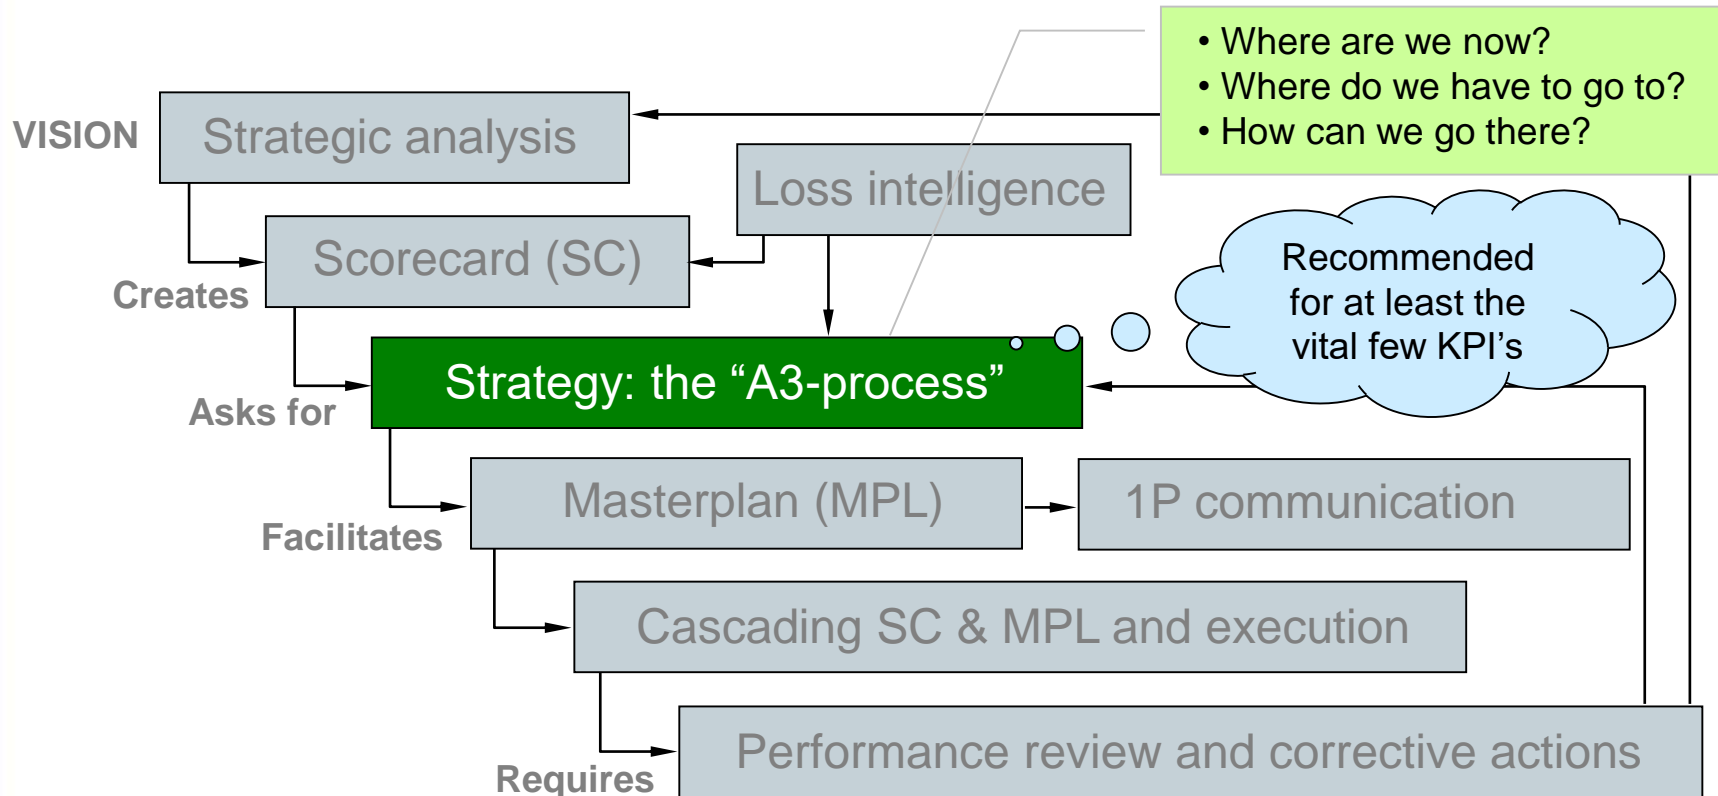 • Where are we now?
• Where do we have to go to?
• How can we go there?
VISION
Strategic analysis
Loss intelligence
Scorecard (SC)
Creates
Recommended
for at least the
vital few KPI’s
Strategy: the “A3-process”
Asks for
Masterplan (MPL)
1P communication
Facilitates
Cascading SC & MPL and execution
Performance review and corrective actions
Requires